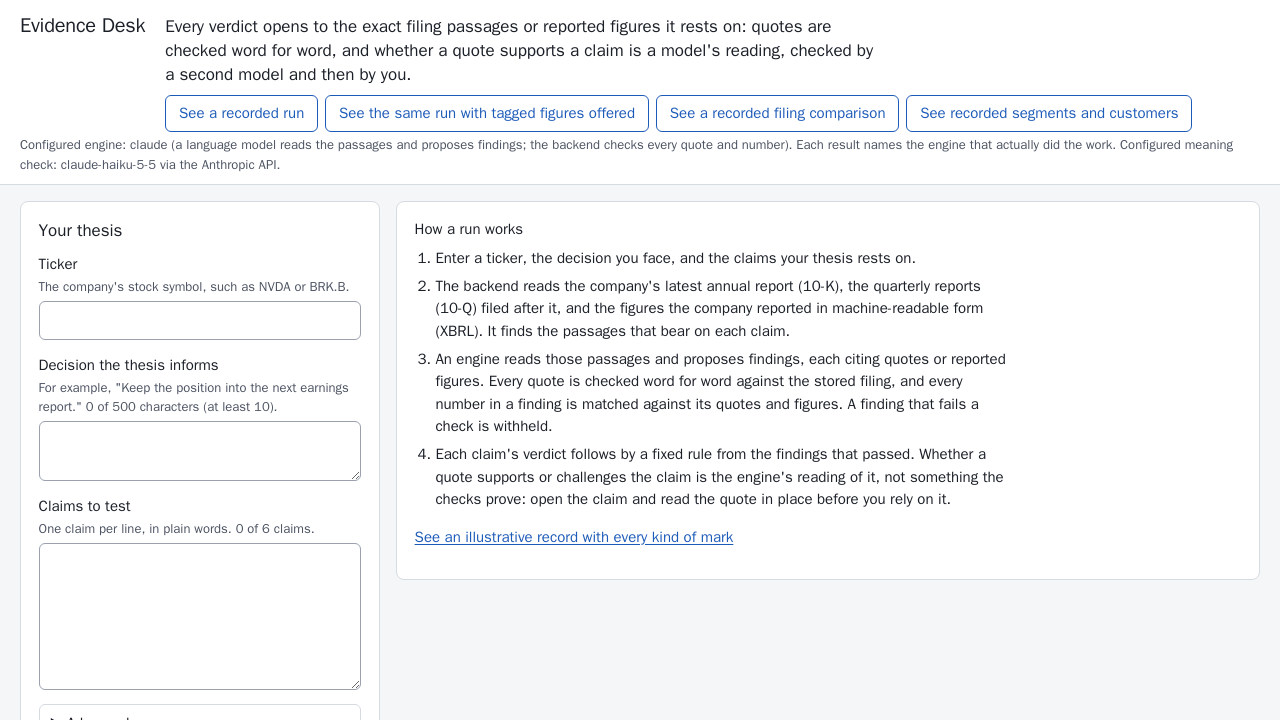 Evidence Desk
Every verdict opens to the exact filing passages or reported figures it rests on: quotes are
checked word for word, and whether a quote supports a claim is a model's reading, checked by
a second model and then by you.
See a recorded run
See the same run with tagged figures offered
See a recorded filing comparison
See recorded segments and customers
Configured engine: claude (a language model reads the passages and proposes findings; the backend checks every quote and number). Each result names the engine that actually did the work. Configured meaning
check: claude-haiku-5-5 via the Anthropic API.
Your thesis
Ticker
The company's stock symbol, such as NVDA or BRK.B.
Decision the thesis informs
For example, "Keep the position into the next earnings
report." 0 of 500 characters (at least 10).
Claims to test
One claim per line, in plain words. 0 of 6 claims.
How a run works
1. Enter a ticker, the decision you face, and the claims your thesis rests on.
2. The backend reads the company's latest annual report (10-K), the quarterly reports
(10-Q) filed after it, and the figures the company reported in machine-readable form
(XBRL). It finds the passages that bear on each claim.
3. An engine reads those passages and proposes findings, each citing quotes or reported
figures. Every quote is checked word for word against the stored filing, and every
number in a finding is matched against its quotes and figures. A finding that fails a
check is withheld.
4. Each claim's verdict follows by a fixed rule from the findings that passed. Whether a
quote supports or challenges the claim is the engine's reading of it, not something the
checks prove: open the claim and read the quote in place before you rely on it.
See an illustrative record with every kind of mark